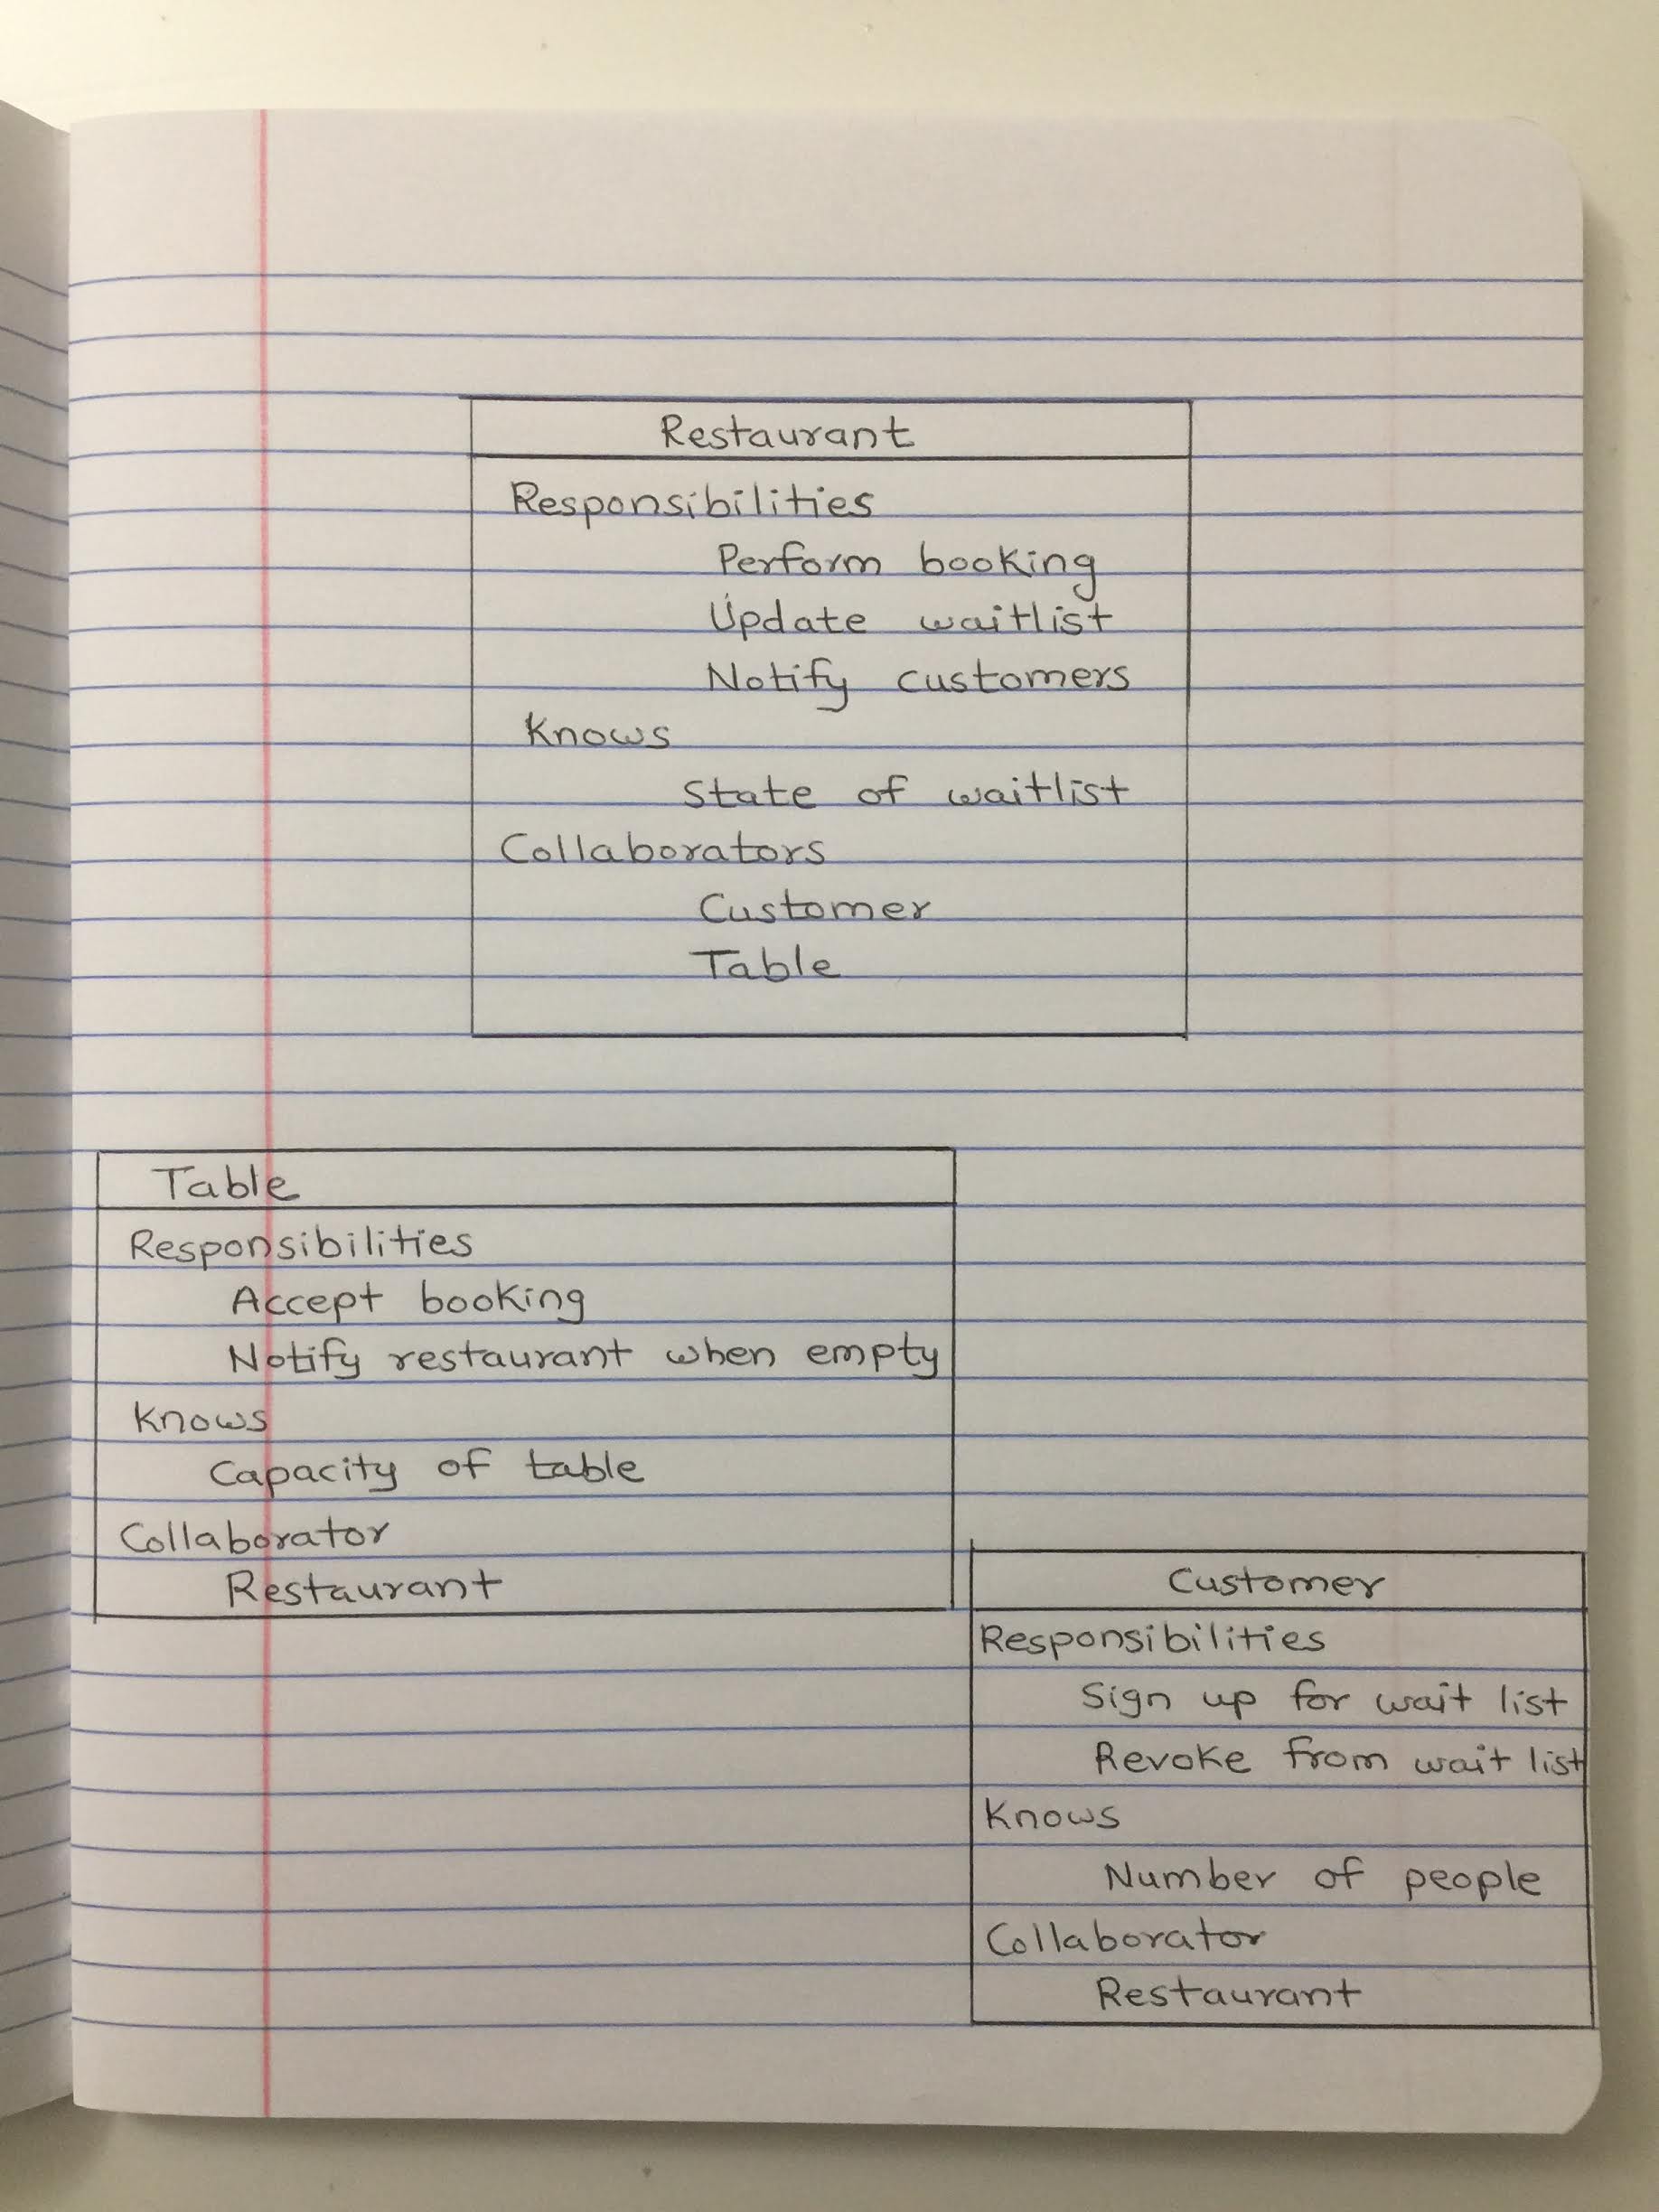 Restaurant
Responsibilities
Perform booking
Update waitlist
Notify customers
Knows
State of waitlist
Collaborators
Customer
Table
Table
Responsibilities
Accept booking
Notify restaurant when empty
Knows
Capacity of table
Collaborator
Restaurant
Customer
Responsibilities
Sign up for wait list
Revoke from wait list
Knows
Number of people
Collaborator
Restaurant